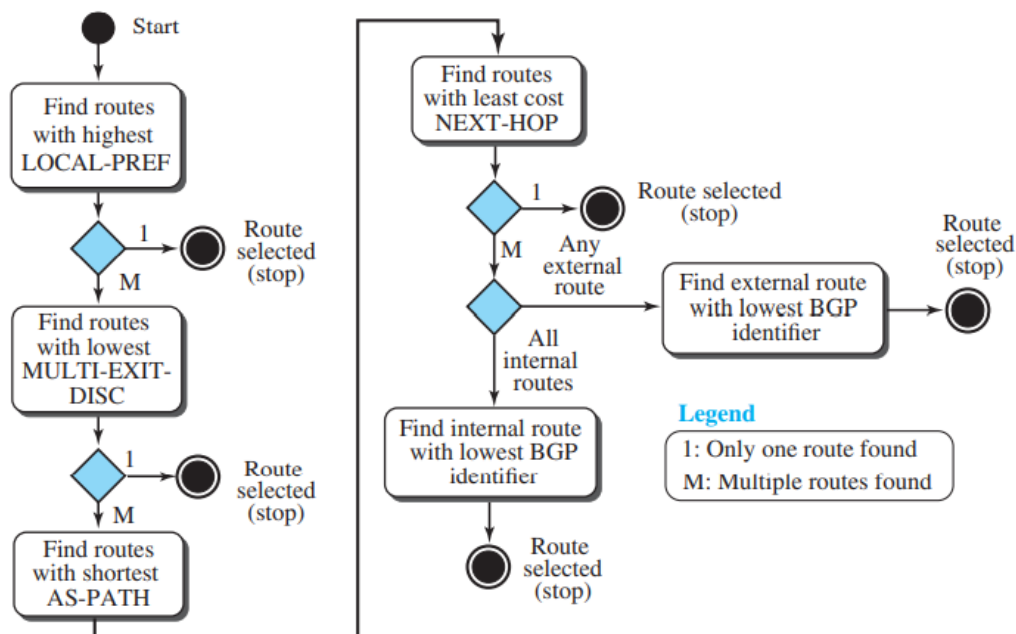 Start
Find routes
with highest
LOCAL-PREF
1
Route
selected
(stop)
M
Find routes
with lowest
MULTI-EXIT-
DISC
1
Route
selected
(stop)
M
Find routes
with shortest
AS-PATH
Find routes
with least cost
NEXT-HOP
1
Route selected
(stop)
M
Any
external
route
Find external route
with lowest BGP
identifier
Route
selected
(stop)
All
internal
routes
Find internal route
with lowest BGP
identifier
Route
selected
(stop)
Legend
1: Only one route found
M: Multiple routes found